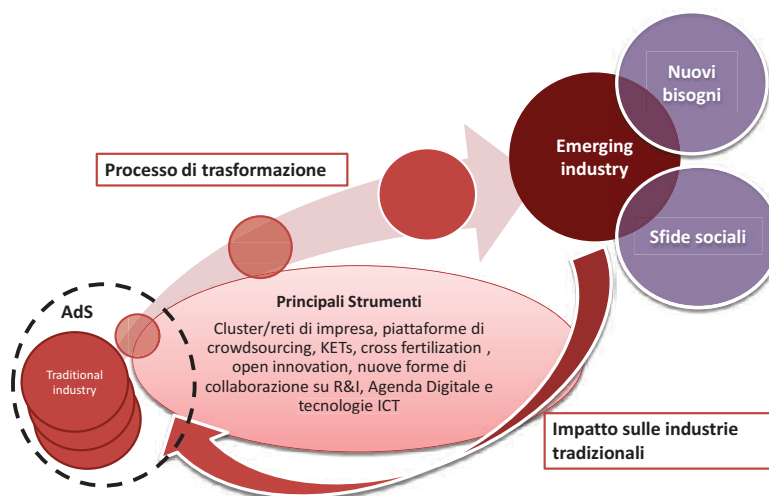 Nuovi
bisogni
Emerging
industry
Processo di trasformazione
Sfide sociali
Principali Strumenti
AdS
Cluster/reti di impresa, piattaforme di
crowdsourcing, KETs, cross fertilization ,
open innovation, nuove forme di
collaborazione su R&I, Agenda Digitale e
tecnologie ICT
Traditional
industry
Impatto sulle industrie
tradizionali